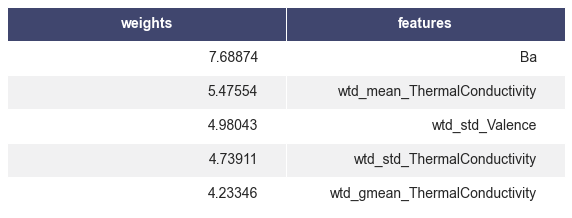 weights features
7.68874 Ba
5.47554 wtd_mean_ThermalConductivity
4.98043 wtd_std_Valence
4.73911 wtd_std_ThermalConductivity
4.23346 wtd_gmean_ThermalConductivity